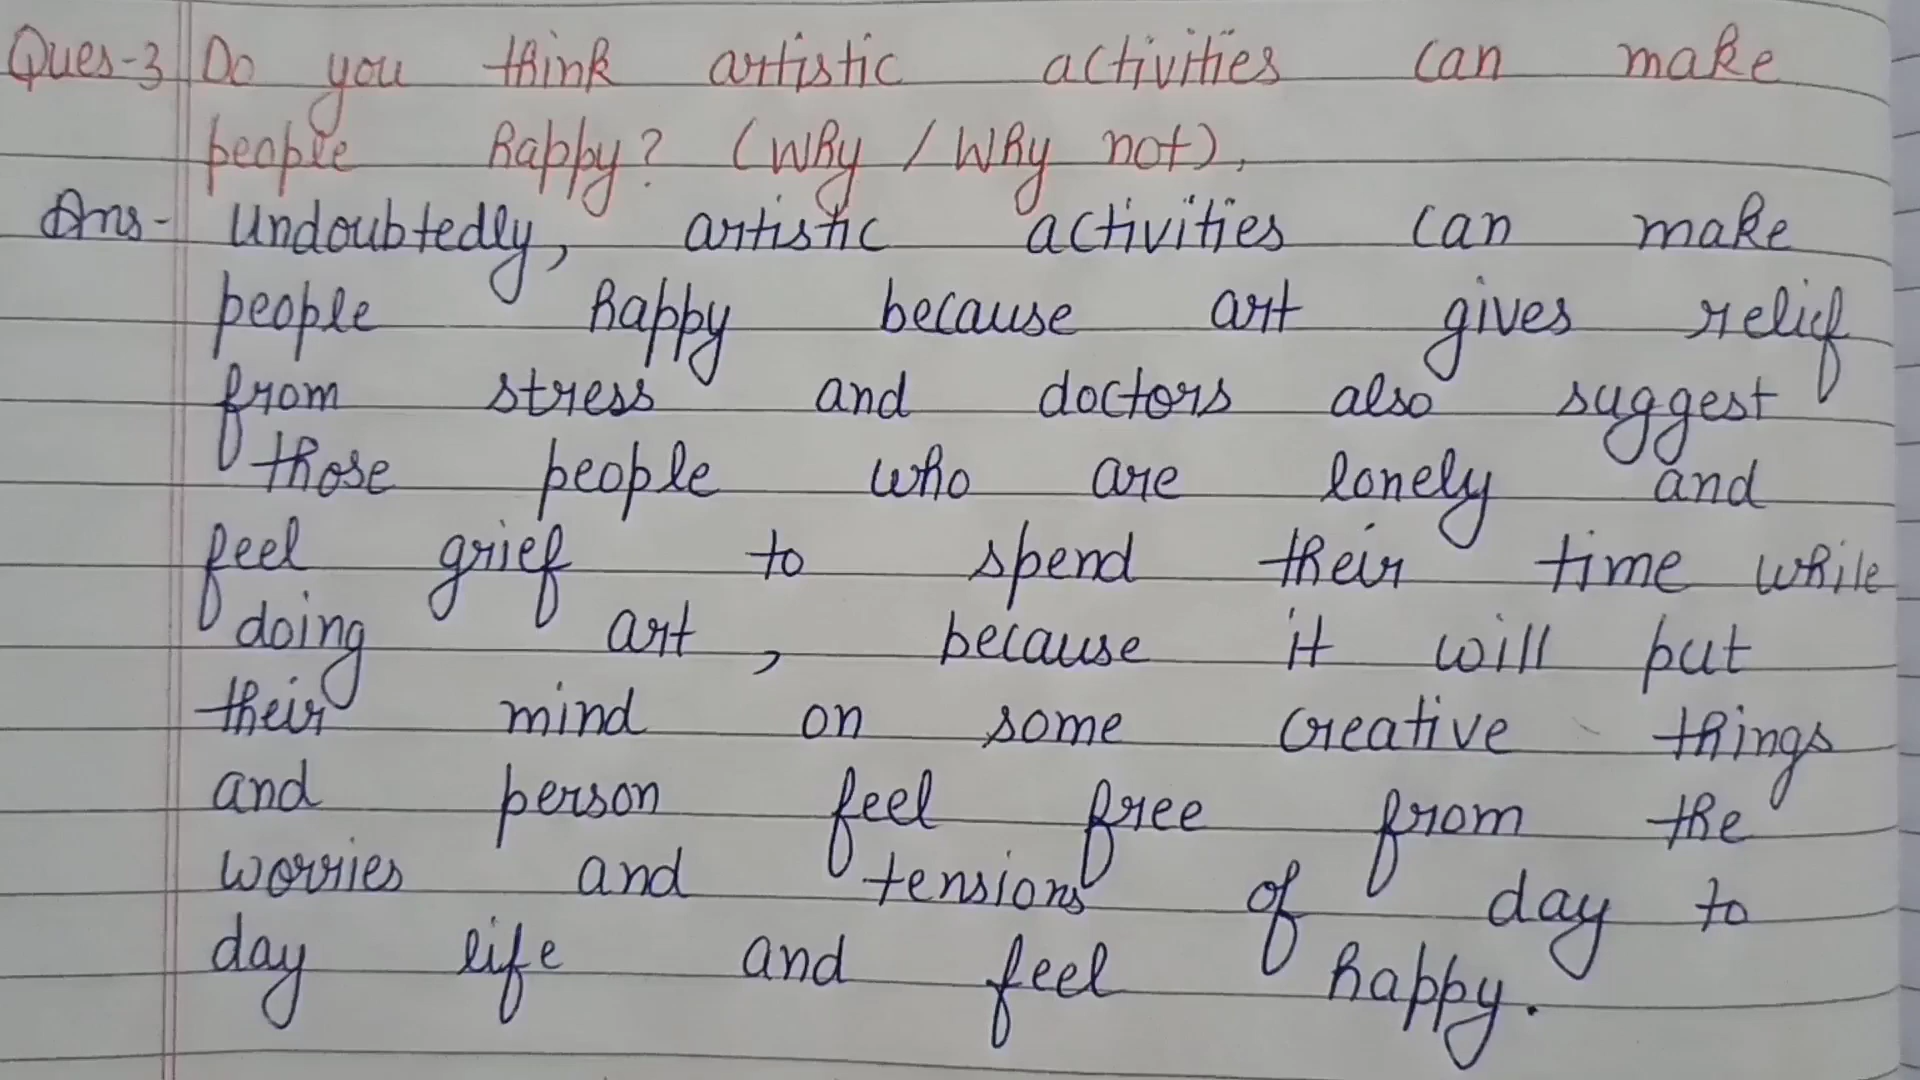 Ques-3 Do you think artistic activities can make
people happy? (Why / Why not).
Ans- Undoubtedly, artistic activities can make
people happy because art gives relief
from stress and doctors also suggest
those people who are lonely and
feel grief to spend their time while
doing art, because it will put
their mind on some creative things
and person feel free from the
worries and tensions of day to
day life and feel happy.